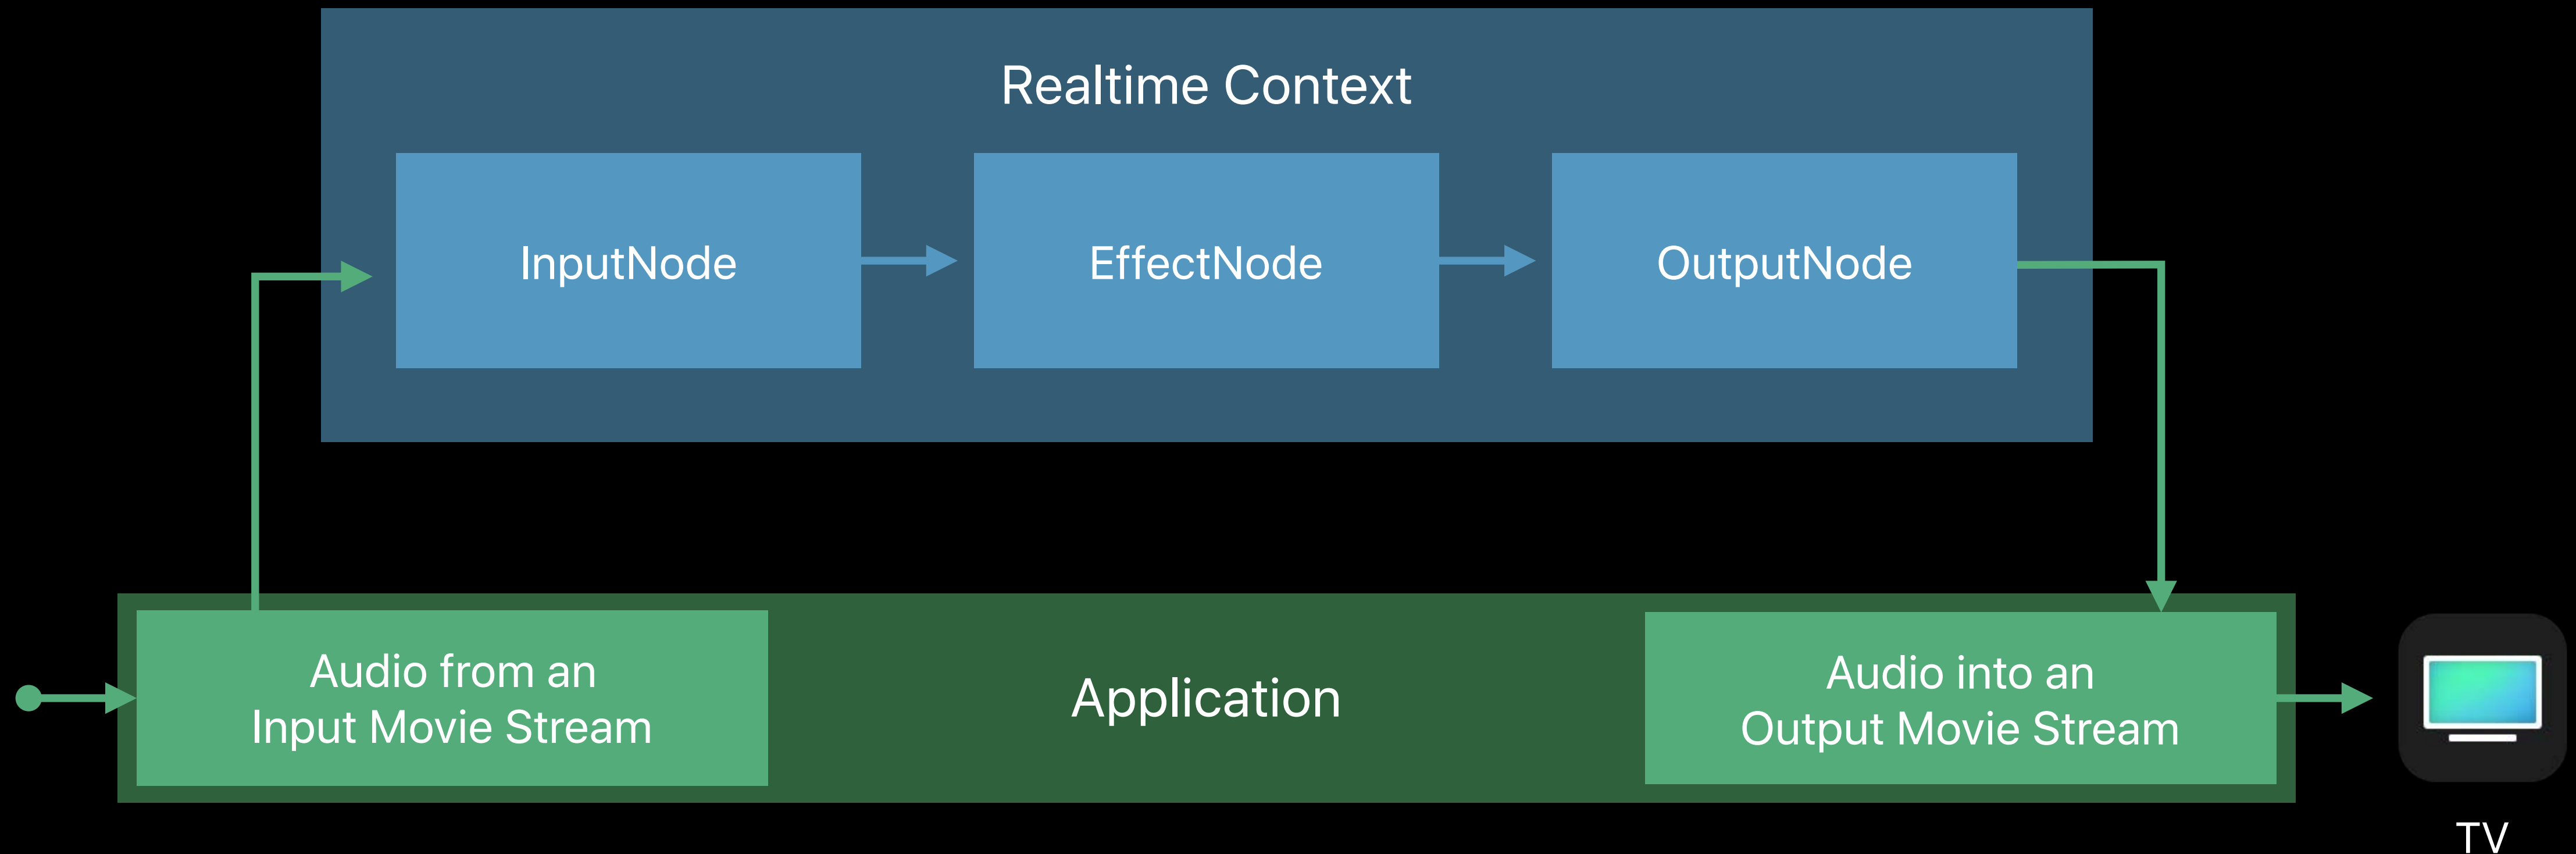 Realtime Context
InputNode
EffectNode
OutputNode
Audio from an
Input Movie Stream
Application
Audio into an
Output Movie Stream
TV